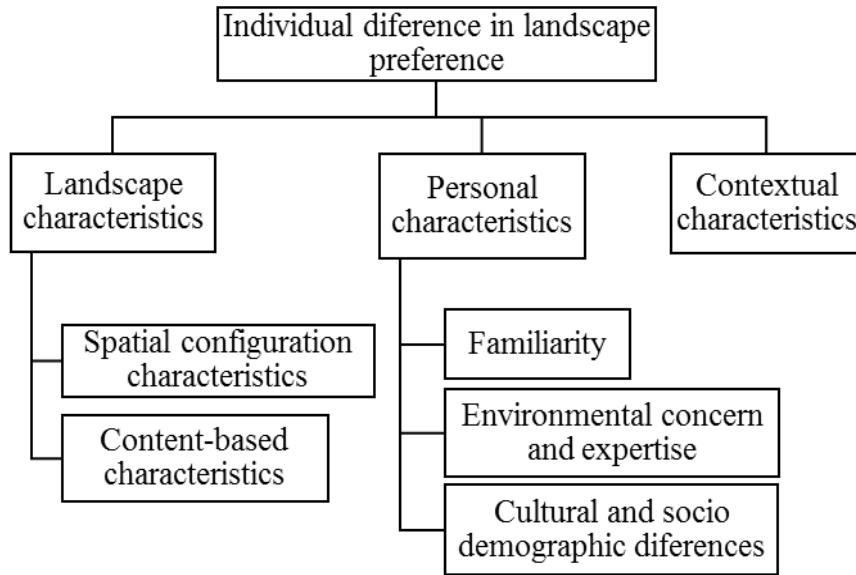 Individual diference in landscape
preference
Landscape
characteristics
Personal
characteristics
Contextual
characteristics
Spatial configuration
characteristics
Content-based
characteristics
Familiarity
Environmental concern
and expertise
Cultural and socio
demographic diferences